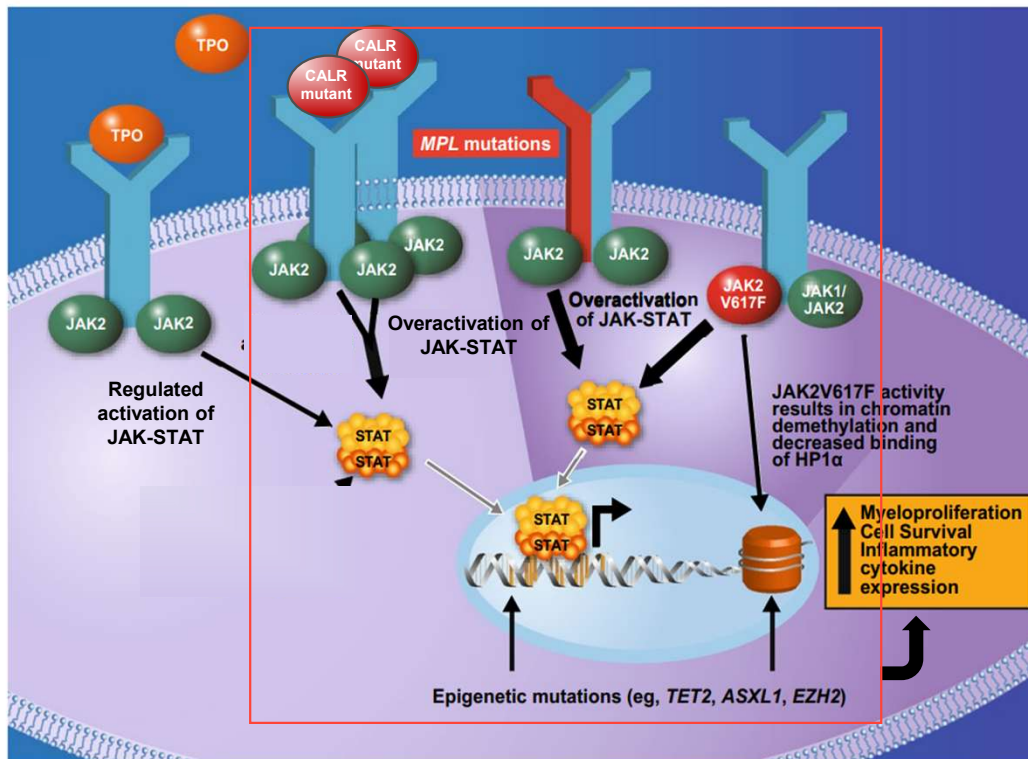 TPO
TPO
CALR
mutant
CALR
mutant
MPL mutations
JAK2
JAK2
JAK2
JAK2
JAK2
JAK2
JAK2
JAK2
V617F
JAK1/
JAK2
Regulated
activation of
JAK-STAT
Overactivation of
JAK-STAT
Overactivation
of JAK-STAT
JAK2V617F activity
results in chromatin
demethylation and
decreased binding
of HP1α
STAT
STAT
STAT
STAT
STAT
STAT
Myeloproliferation
Cell Survival
Inflammatory
cytokine
expression
Epigenetic mutations (eg, TET2, ASXL1, EZH2)